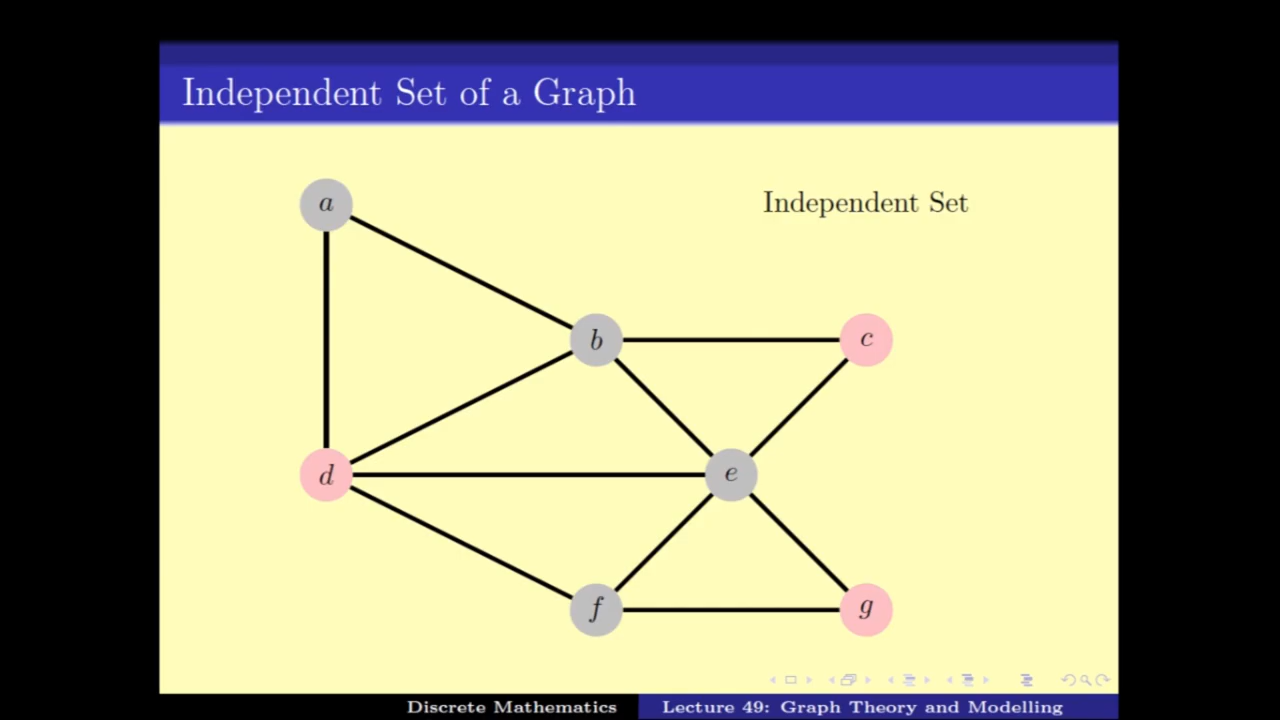 Independent Set of a Graph
a
Independent Set
b
c
d
e
f
g
Discrete Mathematics
Lecture 49: Graph Theory and Modelling